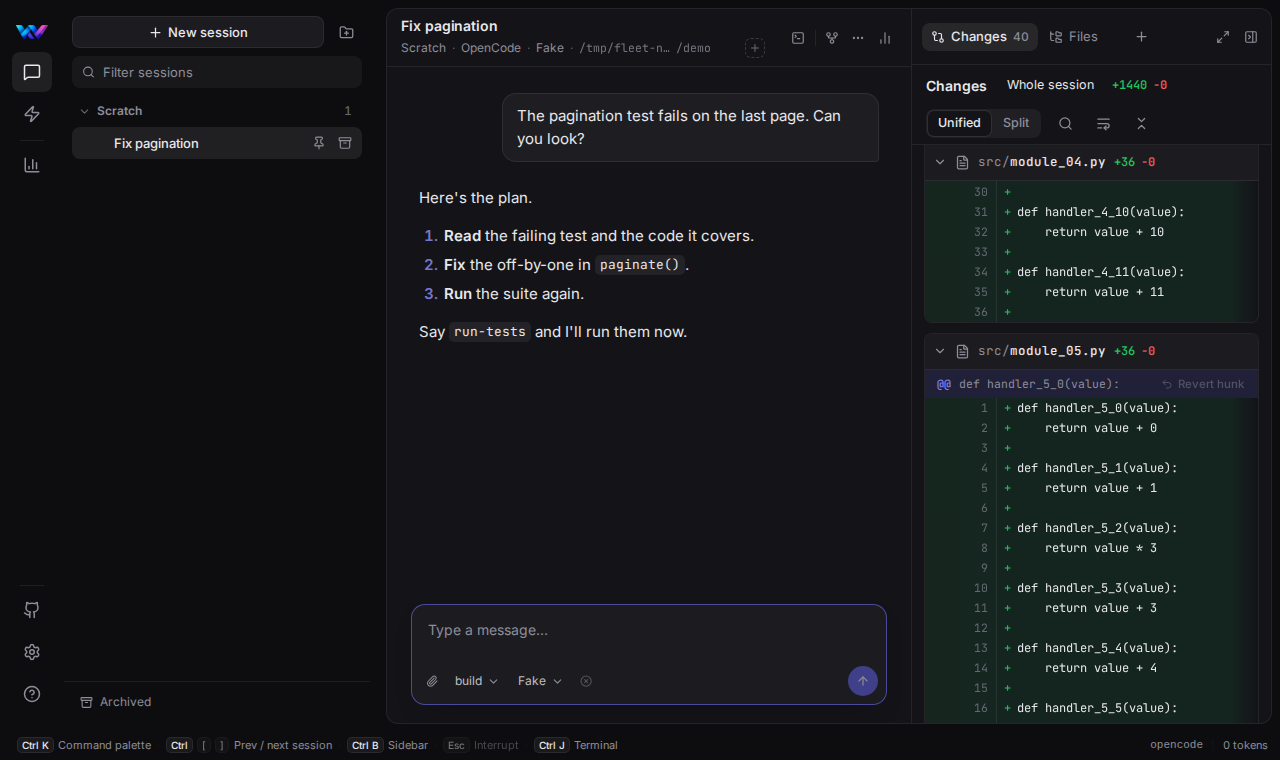 New session
Filter sessions
Scratch 1
Fix pagination
Archived
Fix pagination
Scratch · OpenCode · Fake · /tmp/fleet-n… /demo
The pagination test fails on the last page. Can
you look?
Here's the plan.
1. Read the failing test and the code it covers.
2. Fix the off-by-one in paginate().
3. Run the suite again.
Say run-tests and I'll run them now.
Type a message...
build Fake
Changes 40 Files
Changes Whole session +1440 -0
Unified Split
src/module_04.py +36 -0
30 +
31 + def handler_4_10(value):
32 + return value + 10
33 +
34 + def handler_4_11(value):
35 + return value + 11
36 +
src/module_05.py +36 -0
@@ def handler_5_0(value): Revert hunk
1 + def handler_5_0(value):
2 + return value + 0
3 +
4 + def handler_5_1(value):
5 + return value + 1
6 +
7 + def handler_5_2(value):
8 + return value * 3
9 +
10 + def handler_5_3(value):
11 + return value + 3
12 +
13 + def handler_5_4(value):
14 + return value + 4
15 +
16 + def handler_5_5(value):
Ctrl K Command palette Ctrl [ ] Prev / next session Ctrl B Sidebar Esc Interrupt Ctrl J Terminal opencode 0 tokens